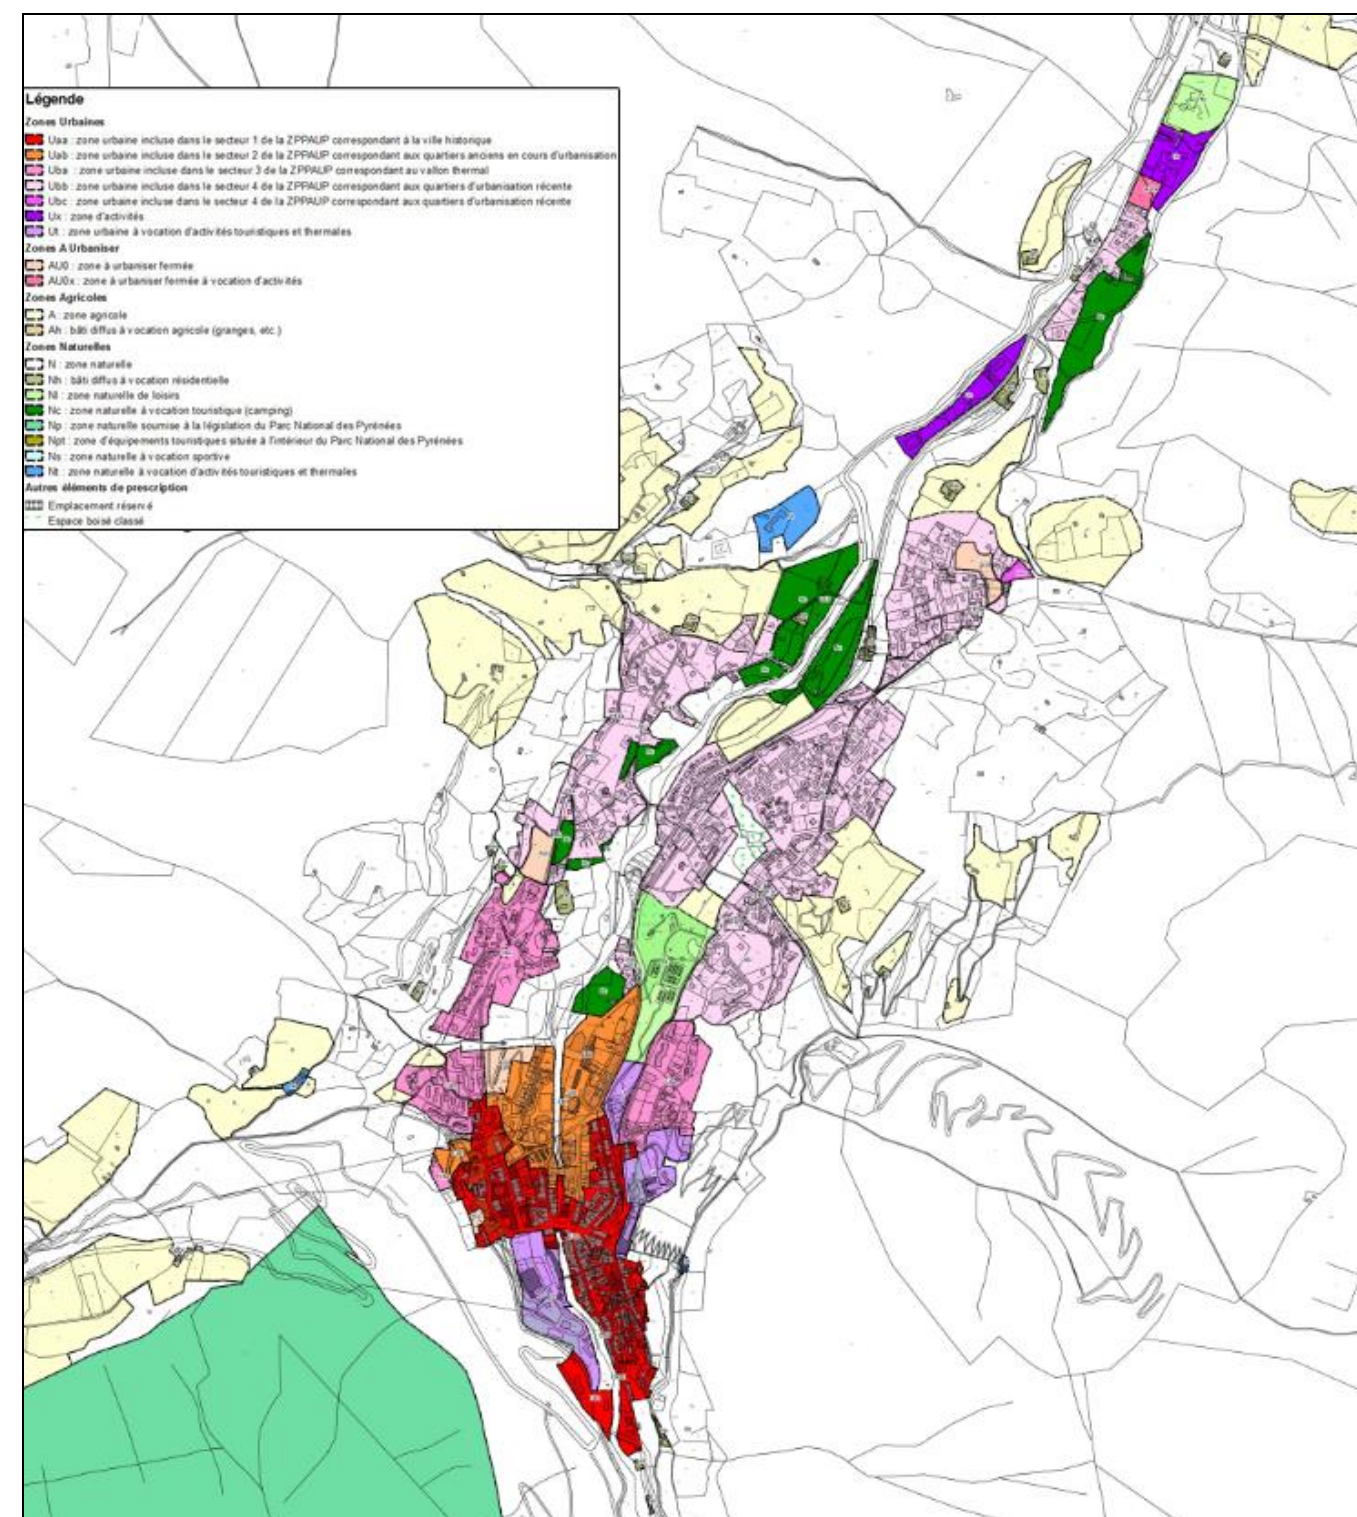 Légende
Zones Urbaines
Uaa : zone urbaine incluse dans le secteur 1 de la ZPPAUP correspondant à la ville historique
Uab : zone urbaine incluse dans le secteur 2 de la ZPPAUP correspondant aux quartiers anciens en cours d'urbanisation
Uba : zone urbaine incluse dans le secteur 3 de la ZPPAUP correspondant au vallon thermal
Ubb : zone urbaine incluse dans le secteur 4 de la ZPPAUP correspondant aux quartiers d'urbanisation récente
Ubc : zone urbaine incluse dans le secteur 4 de la ZPPAUP correspondant aux quartiers d'urbanisation récente
Ux : zone d'activités
Ut : zone urbaine à vocation d'activités touristiques et thermales
Zones A Urbaniser
AU0 : zone à urbaniser fermée
AU0x : zone à urbaniser fermée à vocation d'activités
Zones Agricoles
A : zone agricole
Ah : bâti diffus à vocation agricole (granges, etc.)
Zones Naturelles
N : zone naturelle
Nh : bâti diffus à vocation résidentielle
Nl : zone naturelle de loisirs
Nc : zone naturelle à vocation touristique (camping)
Np : zone naturelle soumise à la législation du Parc National des Pyrénées
Npt : zone d'équipements touristiques située à l'intérieur du Parc National des Pyrénées
Ns : zone naturelle à vocation sportive
Nt : zone naturelle à vocation d'activités touristiques et thermales
Autres éléments de prescription
Emplacement réservé
Espace boisé classé